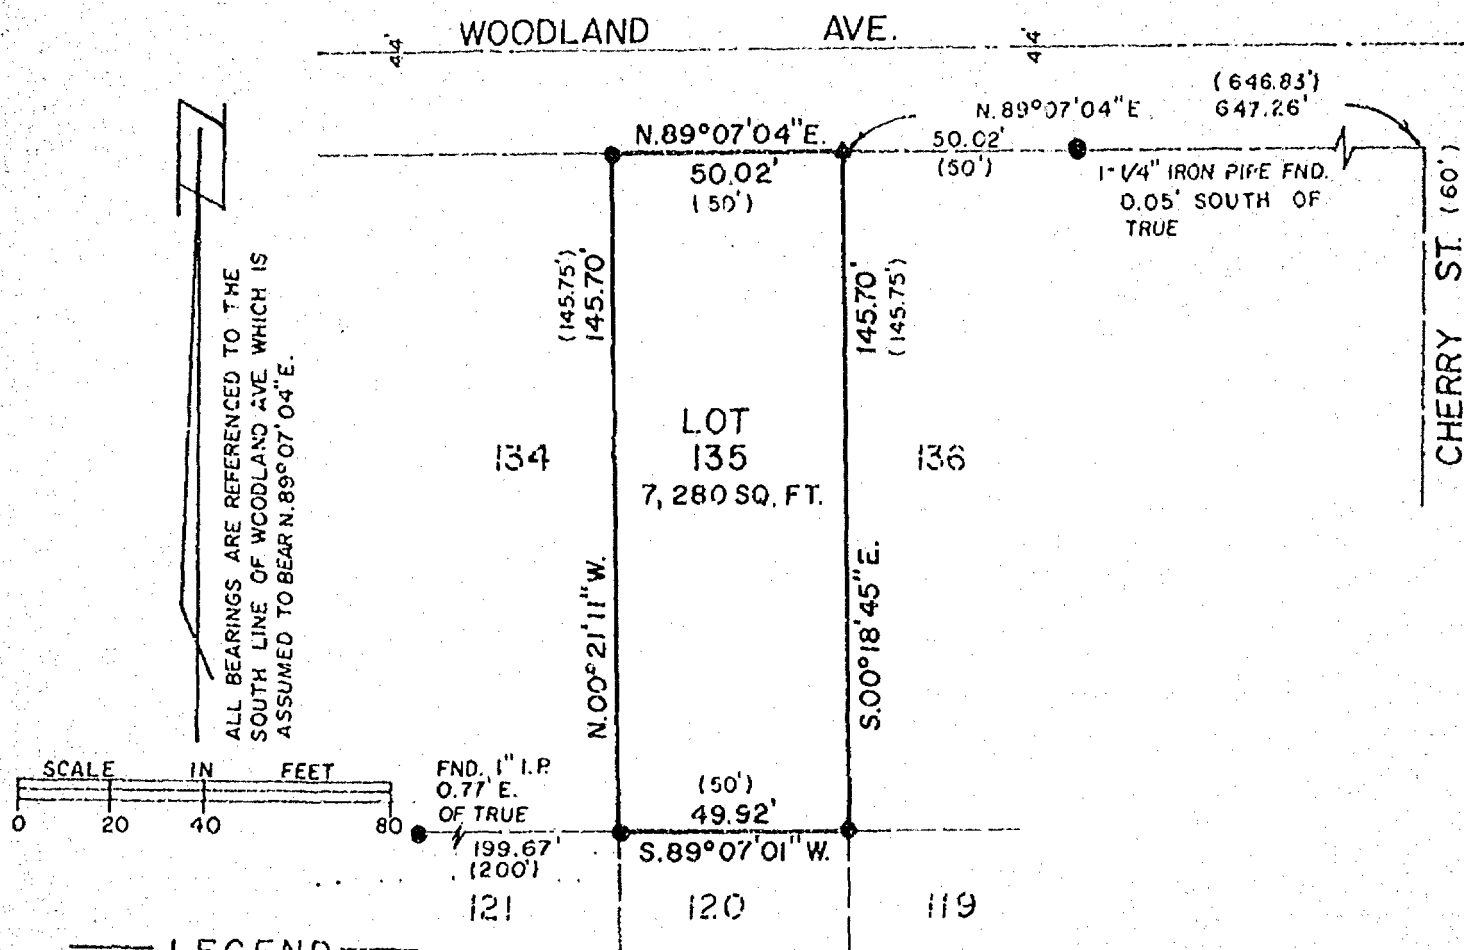 WOODLAND AVE.
44'
44'
(646.83')
647.26'
N.89°07'04"E.
N.89°07'04"E.
50.02'
(50')
50.02'
(50')
1-1/4" IRON PIPE FND.
0.05' SOUTH OF
TRUE
CHERRY ST. (60')
(145.75')
145.70'
145.70'
(145.75')
ALL BEARINGS ARE REFERENCED TO THE
SOUTH LINE OF WOODLAND AVE WHICH IS
ASSUMED TO BEAR N.89°07'04"E.
LOT
134 135 136
7,280 SQ. FT.
N.00°21'11"W.
S.00°18'45"E.
SCALE IN FEET
0 20 40 80
FND. 1" I.P.
0.77' E.
OF TRUE
199.67'
(200')
(50')
49.92'
S.89°07'01"W.
121 120 119
LEGEND